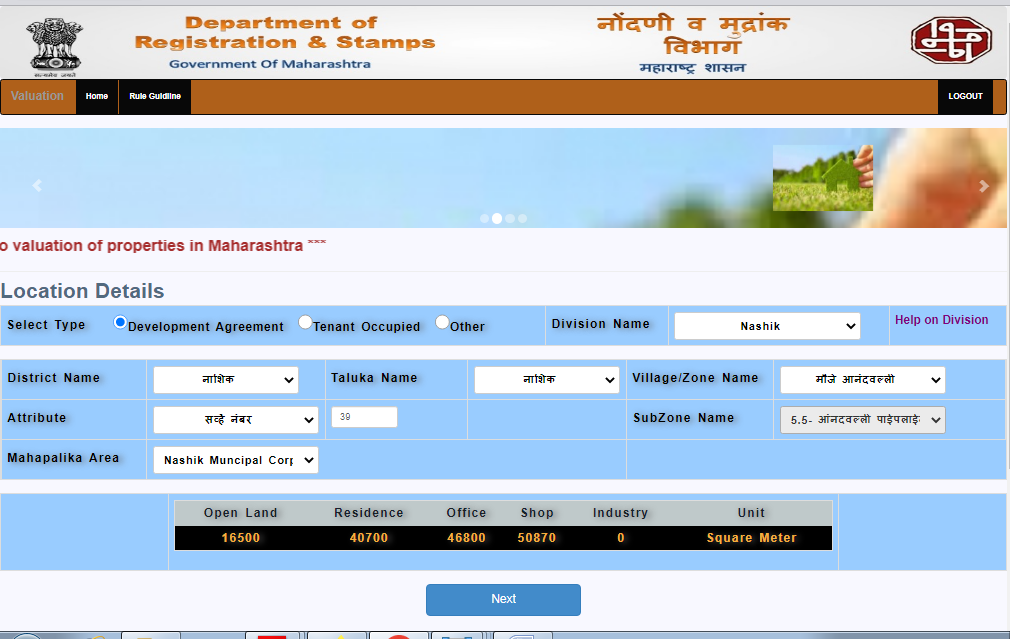 Department of
Registration & Stamps
Government Of Maharashtra
नोंदणी व मुद्रांक
विभाग
महाराष्ट्र शासन
सत्यमेव जयते
Valuation Home Rule Guidline LOGOUT
o valuation of properties in Maharashtra ***
Location Details
Select Type Development Agreement Tenant Occupied Other Division Name Nashik Help on Division
District Name नाशिक Taluka Name नाशिक Village/Zone Name मौजे आनंदवल्ली
Attribute सव्हे नंबर 39 SubZone Name 5.5- आंनदवल्ली पाईपलाई
Mahapalika Area Nashik Muncipal Corp
Open Land Residence Office Shop Industry Unit
16500 40700 46800 50870 0 Square Meter
Next